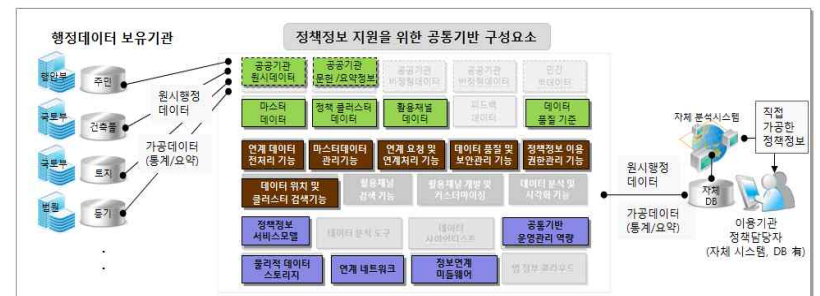 행정데이터 보유기관
정책정보 지원을 위한 공통기반 구성요소
행안부
주민
국토부
건축물
국토부
토지
법원
등기
원시행정
데이터
가공데이터
(통계/요약)
공공기관
원시데이터
공공기관
문헌/요약정보
공공기관
비정형데이터
공공기관
비정형데이터
민간
마스터
데이터
정책 클러스터
데이터
활용채널
데이터
피드백
데이터
데이터
품질 기준
연계 데이터
전처리 기능
마스터데이터
관리기능
연계 요청 및
연계처리 기능
데이터 품질 및
보안관리 기능
정책정보 이용
권한관리 기능
데이터 위치 및
클러스터 검색기능
활용채널
검색 기능
활용채널 개발 및
커스터마이징
데이터 분석 및
시각화 기능
정책정보
서비스모델
데이터 분석 도구
데이터
사이언티스트
공통기반
운영관리 역량
물리적 데이터
스토리지
연계 네트워크
정보연계
미들웨어
범 정부 클라우드
원시행정
데이터
가공데이터
(통계/요약)
자체 분석시스템
자체
DB
직접
가공한
정책정보
이용기관
정책담당자
(자체 시스템, DB 有)